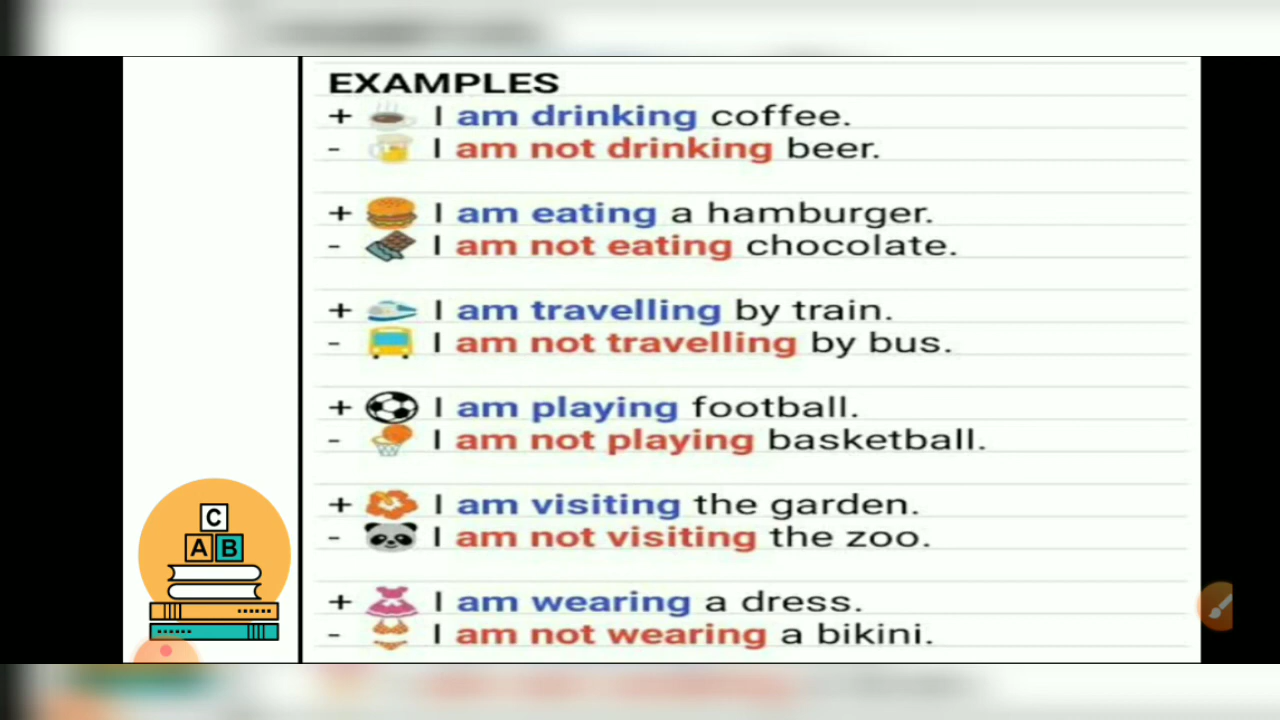 EXAMPLES
+ I am drinking coffee.
- I am not drinking beer.
+ I am eating a hamburger.
- I am not eating chocolate.
+ I am travelling by train.
- I am not travelling by bus.
+ I am playing football.
- I am not playing basketball.
+ I am visiting the garden.
- I am not visiting the zoo.
+ I am wearing a dress.
- I am not wearing a bikini.
C
A B